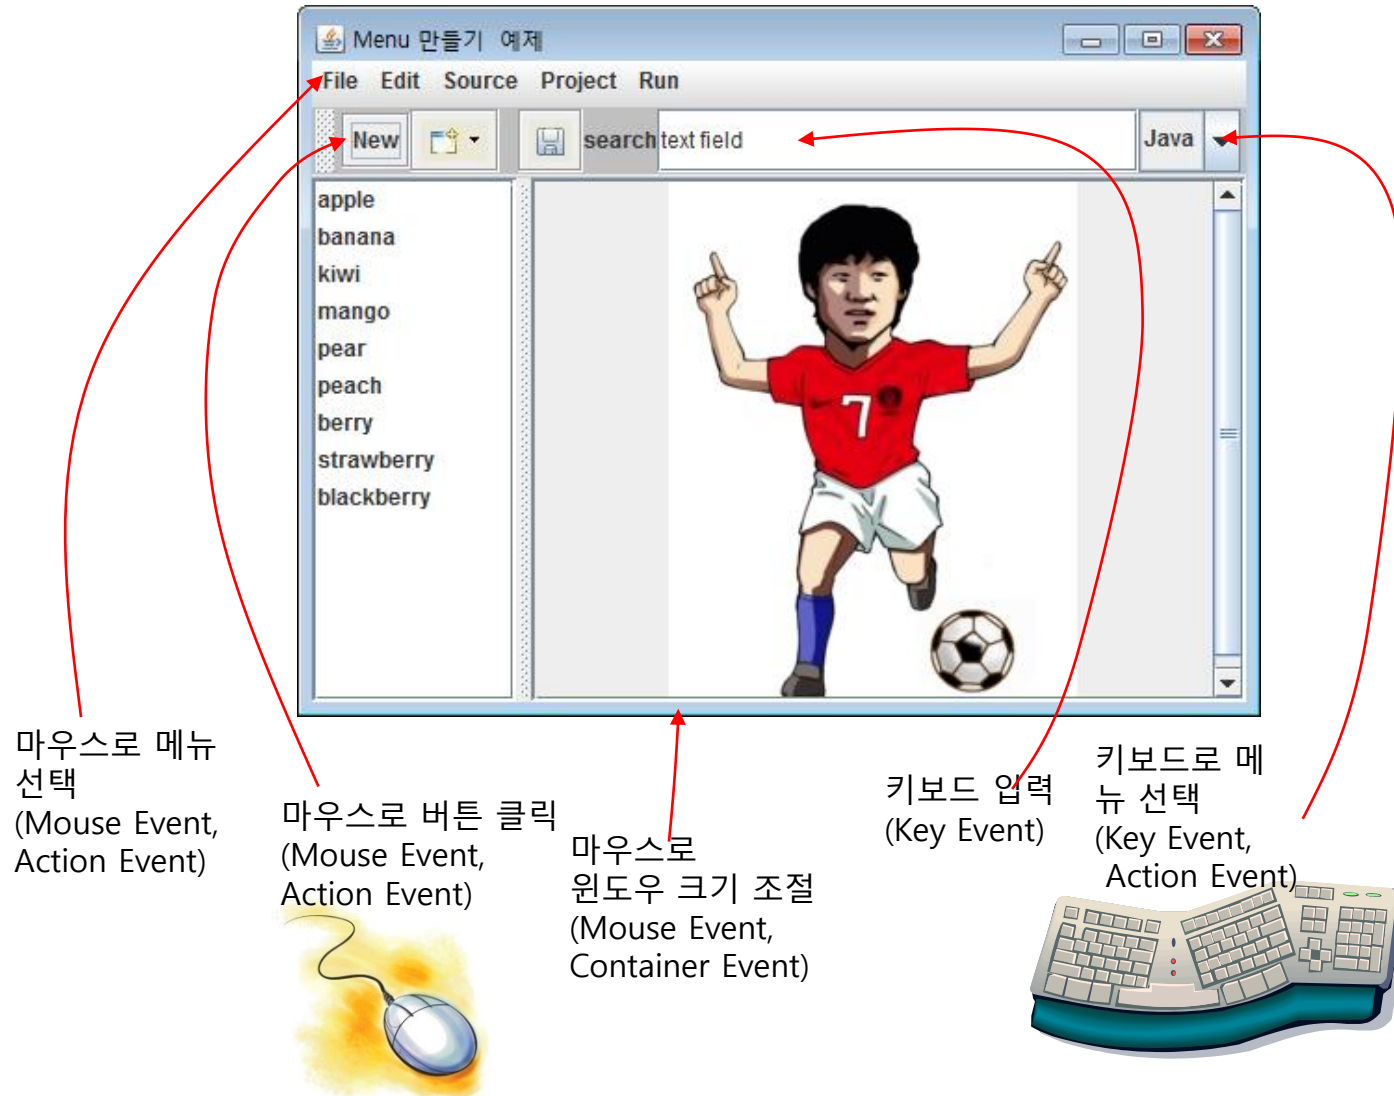 Menu 만들기 예제
File Edit Source Project Run
New search text field Java
apple
banana
kiwi
mango
pear
peach
berry
strawberry
blackberry
7
마우스로 메뉴
선택
(Mouse Event,
Action Event)
마우스로 버튼 클릭
(Mouse Event,
Action Event)
마우스로
윈도우 크기 조절
(Mouse Event,
Container Event)
키보드 입력
(Key Event)
키보드로 메
뉴 선택
(Key Event,
Action Event)